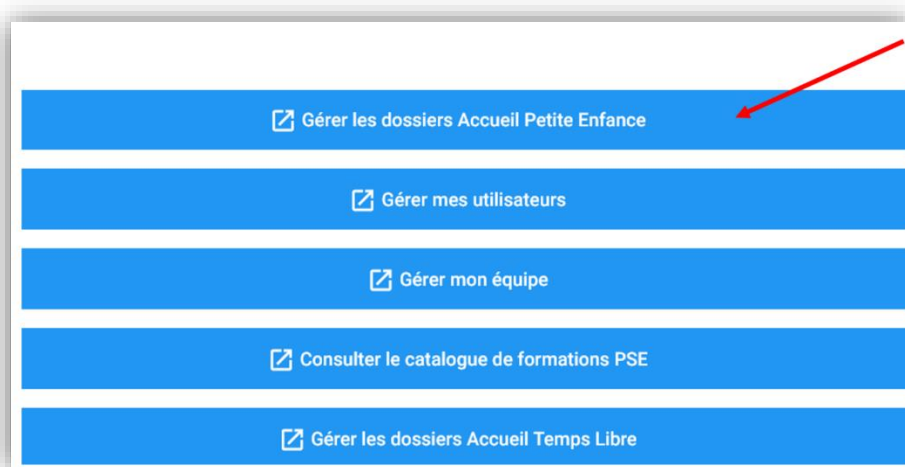 Gérer les dossiers Accueil Petite Enfance
Gérer mes utilisateurs
Gérer mon équipe
Consulter le catalogue de formations PSE
Gérer les dossiers Accueil Temps Libre